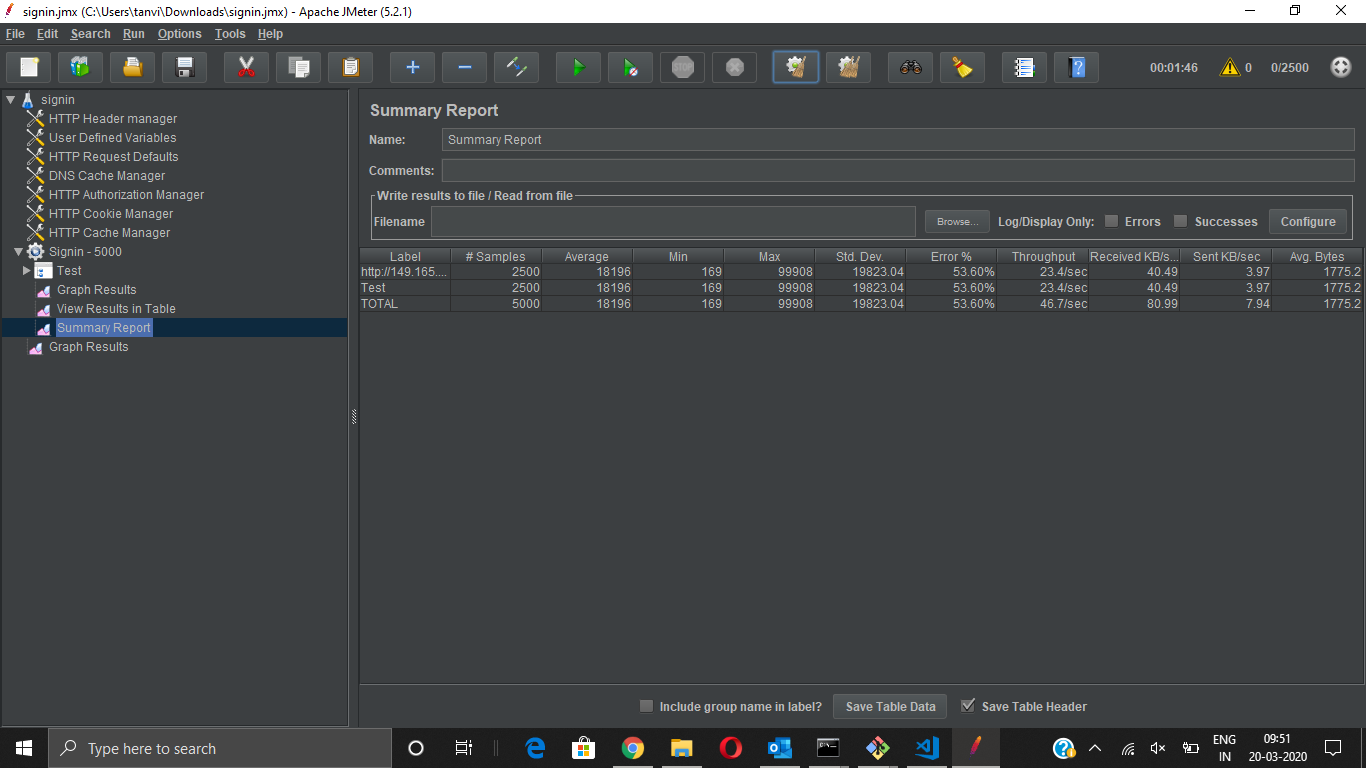 signin.jmx (C:\Users\tanvi\Downloads\signin.jmx) - Apache JMeter (5.2.1)
File Edit Search Run Options Tools Help
STOP 00:01:46 0 0/2500
signin
HTTP Header manager
User Defined Variables
HTTP Request Defaults
DNS Cache Manager
HTTP Authorization Manager
HTTP Cookie Manager
HTTP Cache Manager
Signin - 5000
Test
Graph Results
View Results in Table
Summary Report
Graph Results
Summary Report
Name: Summary Report
Comments:
Write results to file / Read from file
Filename Browse... Log/Display Only: Errors Successes Configure
Label # Samples Average Min Max Std. Dev. Error % Throughput Received KB/s... Sent KB/sec Avg. Bytes
http://149.165.... 2500 18196 169 99908 19823.04 53.60% 23.4/sec 40.49 3.97 1775.2
Test 2500 18196 169 99908 19823.04 53.60% 23.4/sec 40.49 3.97 1775.2
TOTAL 5000 18196 169 99908 19823.04 53.60% 46.7/sec 80.99 7.94 1775.2
Include group name in label? Save Table Data Save Table Header
Type here to search
ENG
IN
09:51
20-03-2020